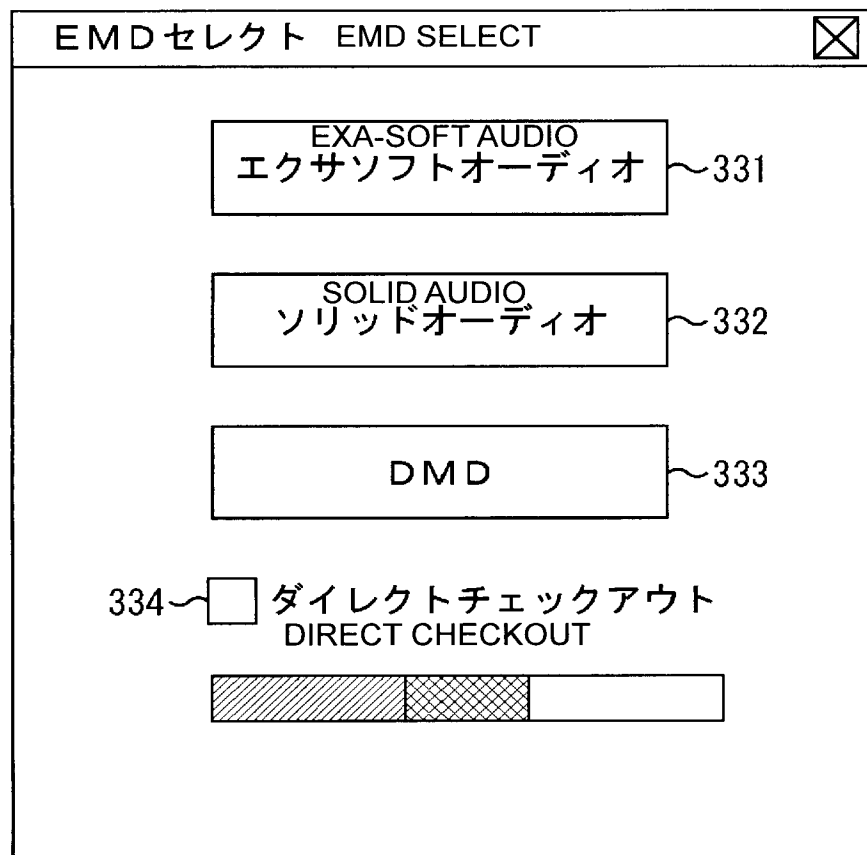 EMDセレクト EMD SELECT
EXA-SOFT AUDIO
エクサソフトオーディオ 331
SOLID AUDIO
ソリッドオーディオ 332
DMD 333
334 ダイレクトチェックアウト
DIRECT CHECKOUT